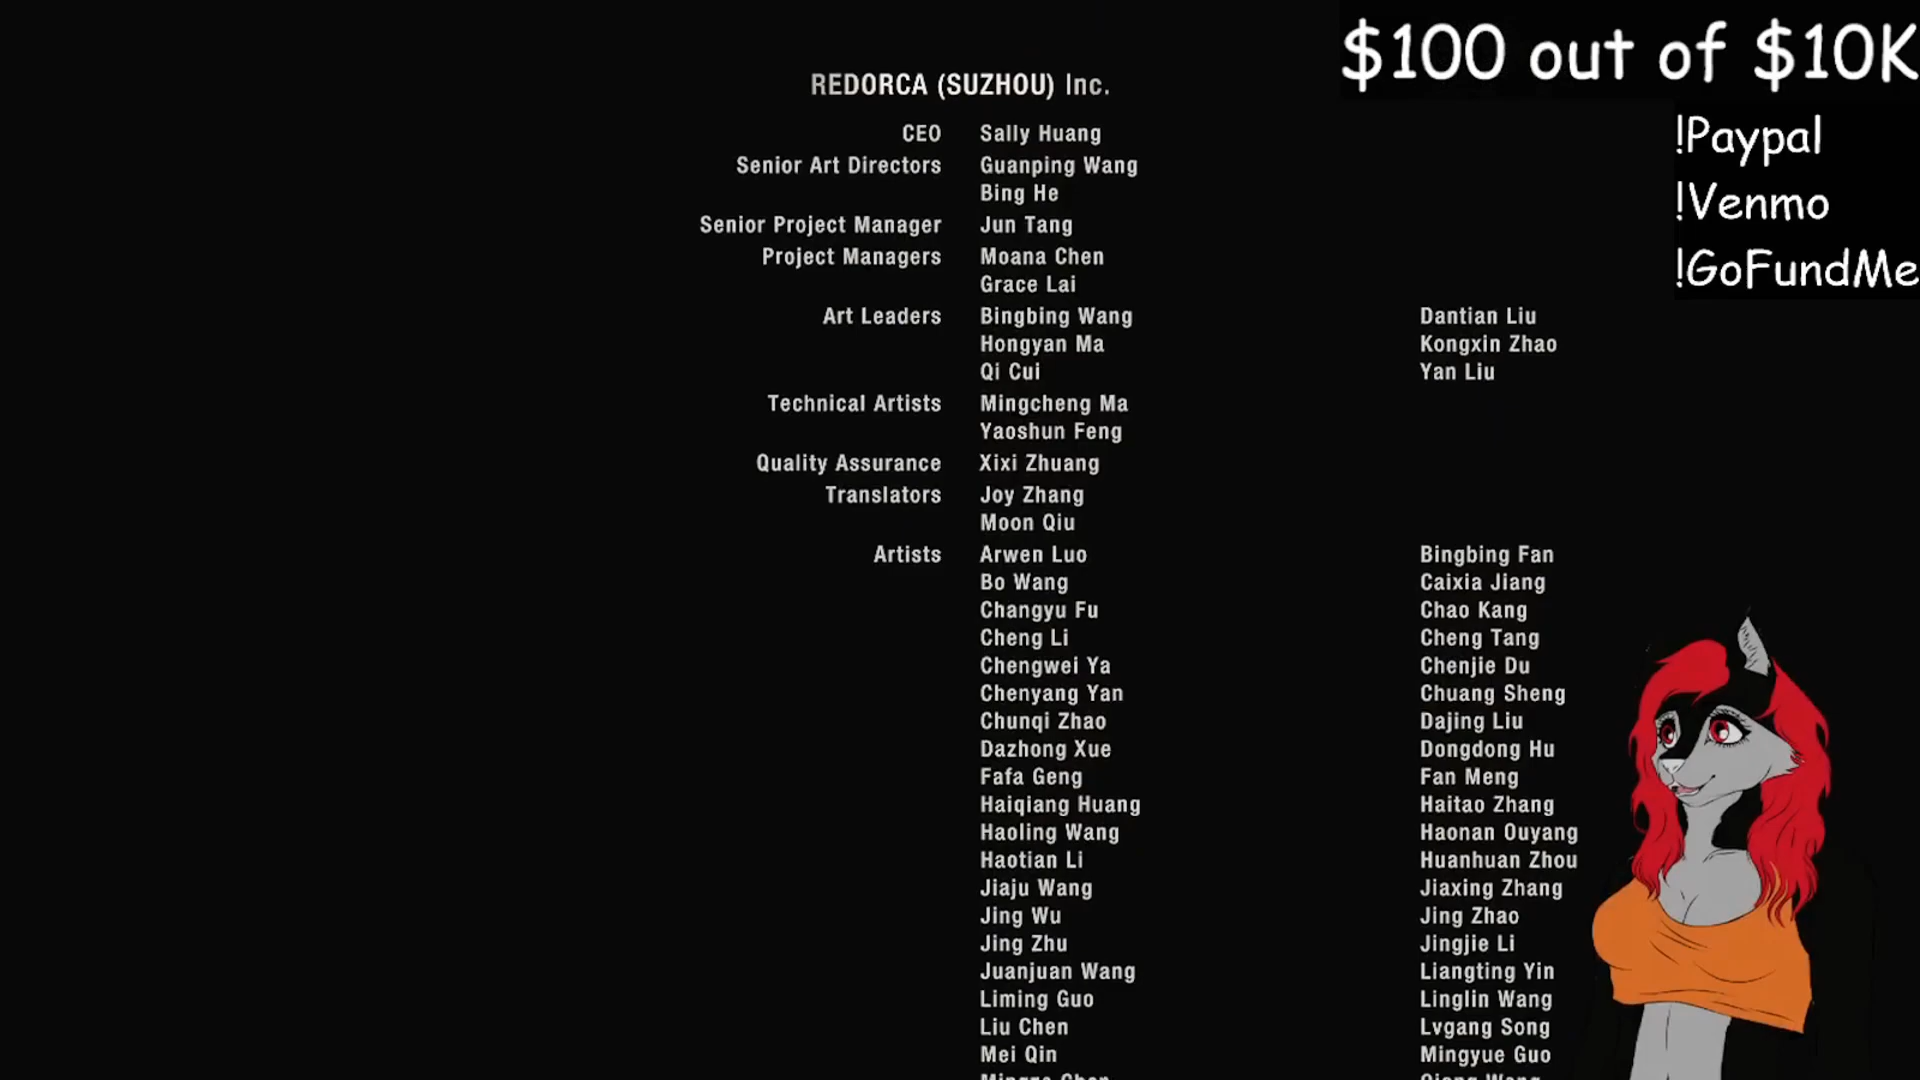 $100 out of $10K
!Paypal
!Venmo
!GoFundMe
REDORCA (SUZHOU) Inc.
CEO Sally Huang
Senior Art Directors Guanping Wang
Bing He
Senior Project Manager Jun Tang
Project Managers Moana Chen
Grace Lai
Art Leaders Bingbing Wang Dantian Liu
Hongyan Ma Kongxin Zhao
Qi Cui Yan Liu
Technical Artists Mingcheng Ma
Yaoshun Feng
Quality Assurance Xixi Zhuang
Translators Joy Zhang
Moon Qiu
Artists Arwen Luo Bingbing Fan
Bo Wang Caixia Jiang
Changyu Fu Chao Kang
Cheng Li Cheng Tang
Chengwei Ya Chenjie Du
Chenyang Yan Chuang Sheng
Chunqi Zhao Dajing Liu
Dazhong Xue Dongdong Hu
Fafa Geng Fan Meng
Haiqiang Huang Haitao Zhang
Haoling Wang Haonan Ouyang
Haotian Li Huanhuan Zhou
Jiaju Wang Jiaxing Zhang
Jing Wu Jing Zhao
Jing Zhu Jingjie Li
Juanjuan Wang Liangting Yin
Liming Guo Linglin Wang
Liu Chen Lvgang Song
Mei Qin Mingyue Guo